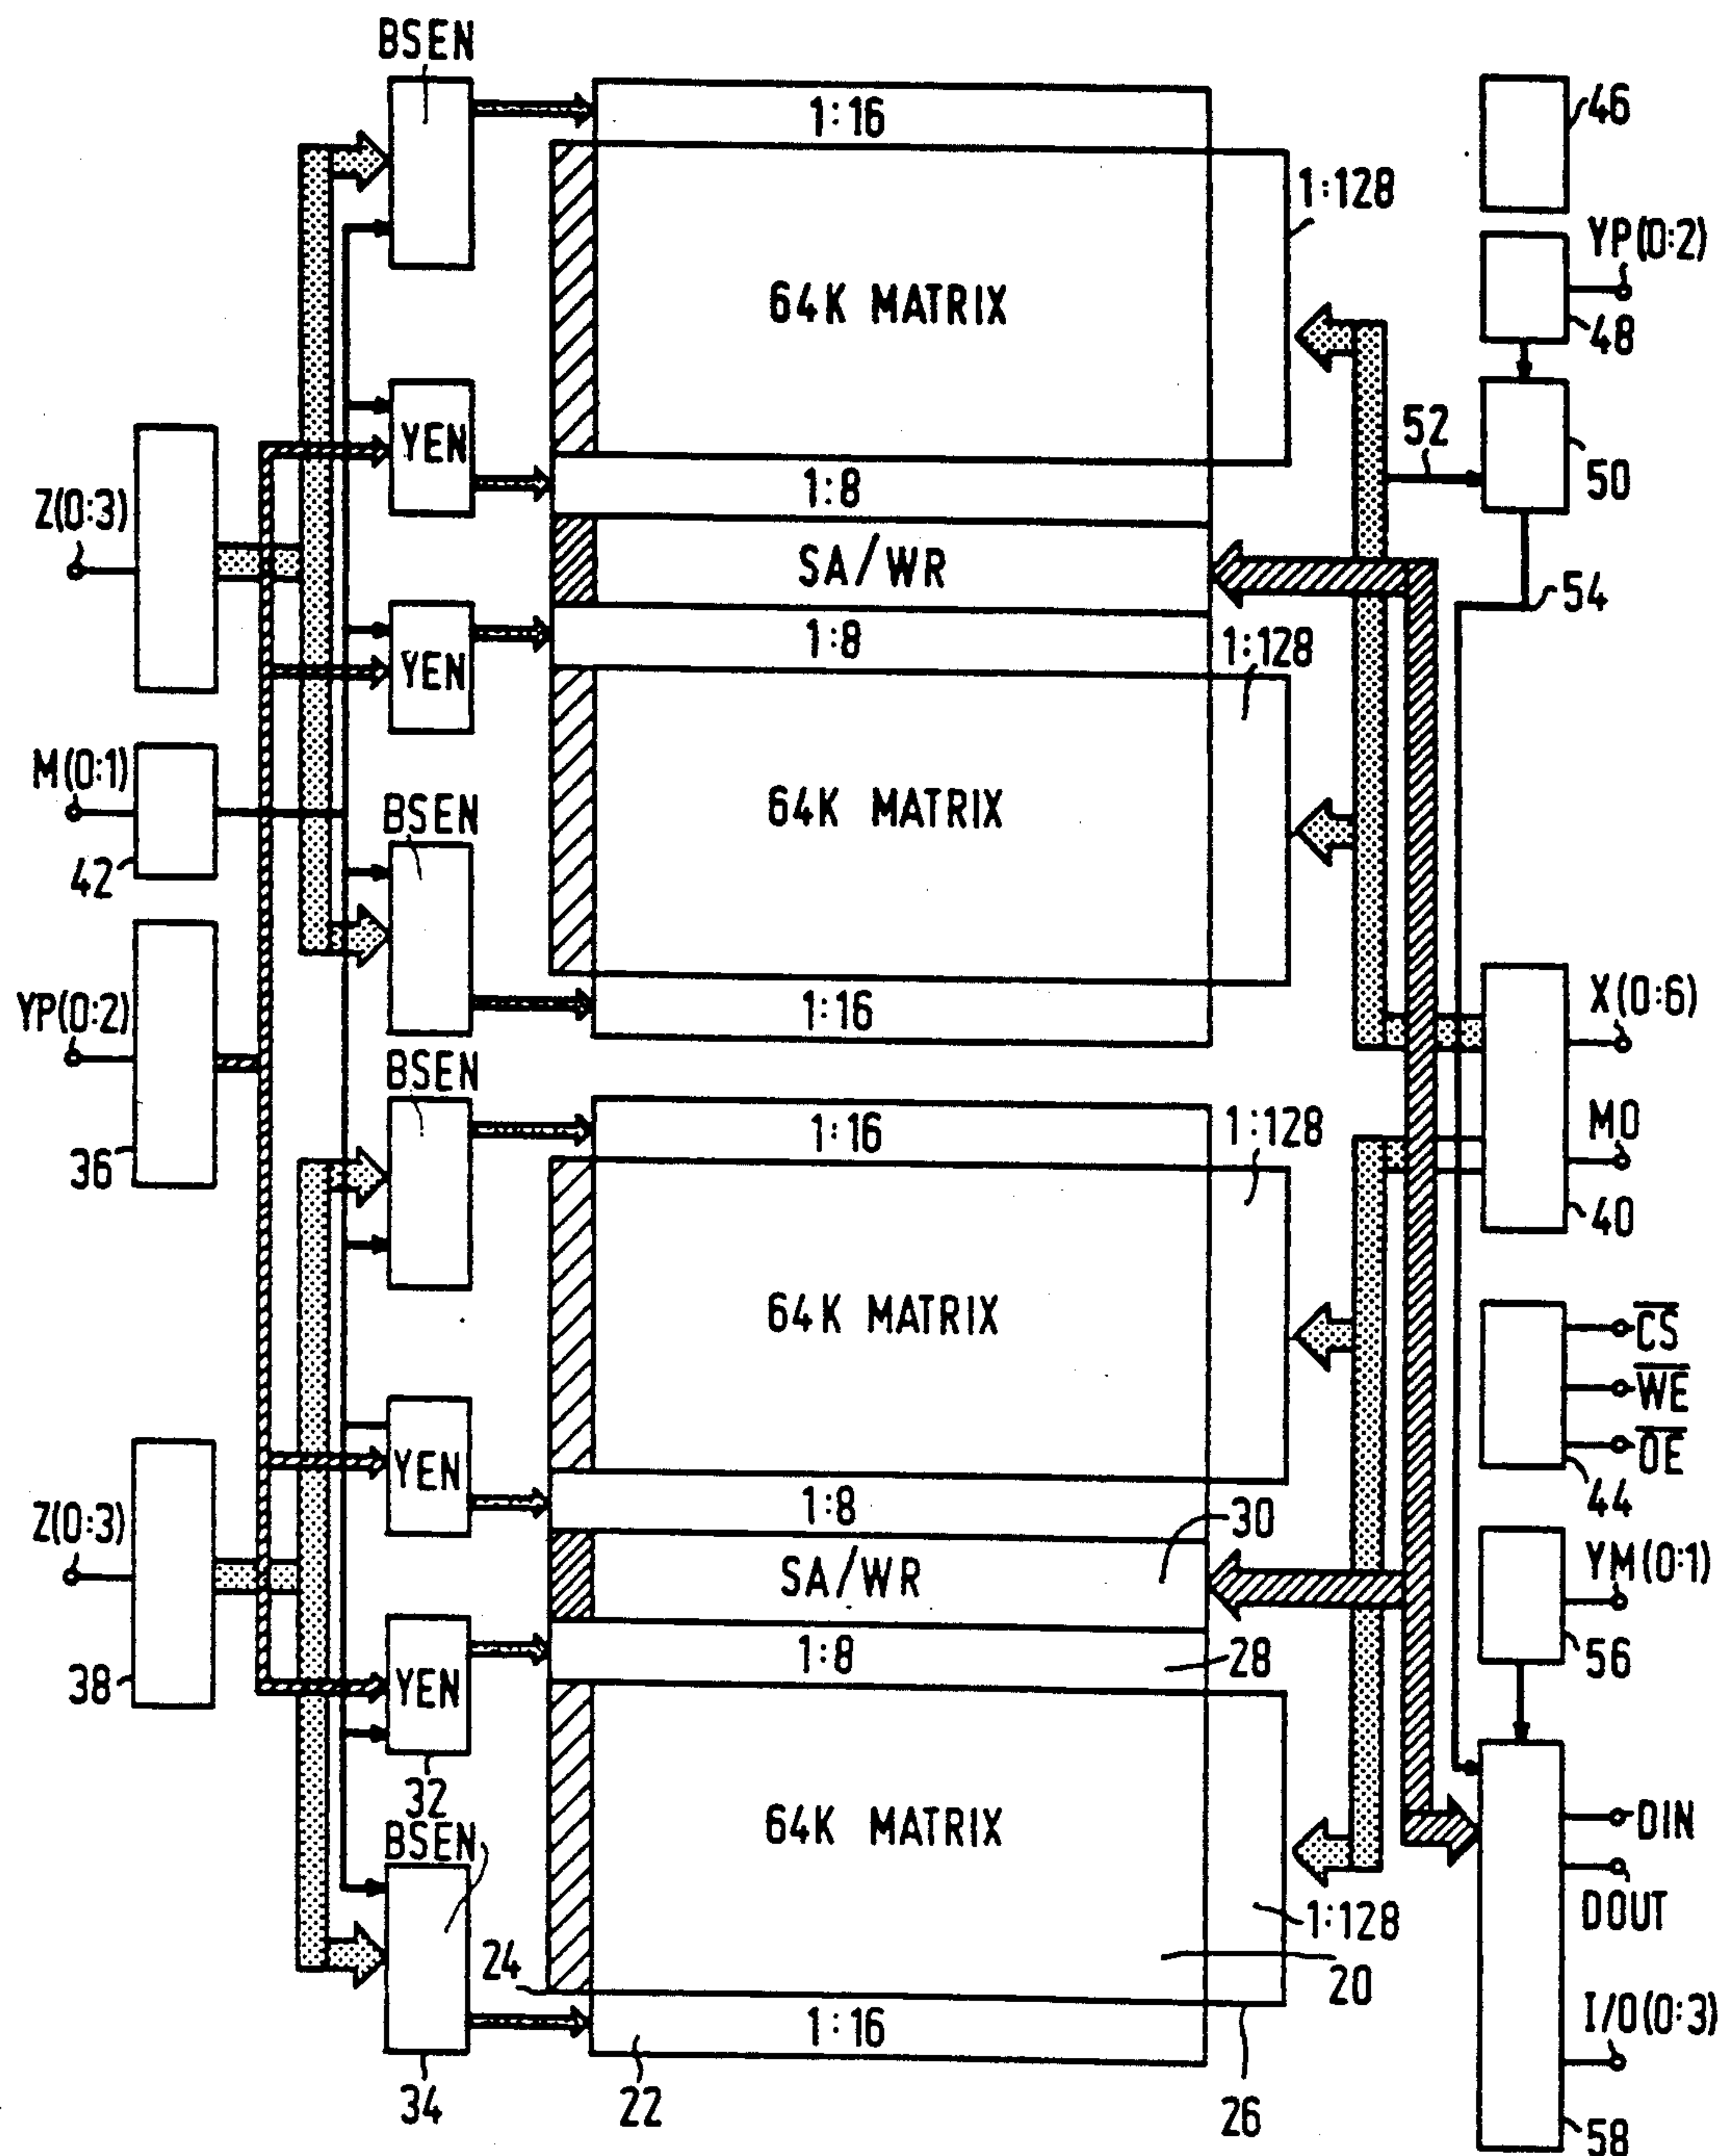 BSEN
1:16
46
1:128
YP(0:2)
64K MATRIX
48
52
YEN
50
1:8
Z(0:3)
SA/WR
54
YEN
1:8
1:128
M(0:1)
BSEN
64K MATRIX
42
X(0:6)
YP(0:2)
1:16
BSEN
1:16
1:128
M0
36
40
64K MATRIX
CS
WE
YEN
OE
1:8
30
44
Z(0:3)
SA/WR
YM(0:1)
1:8
28
56
38
YEN
32
BSEN
64K MATRIX
DIN
DOUT
1:128
24
20
1:16
I/O(0:3)
34
22
26
58